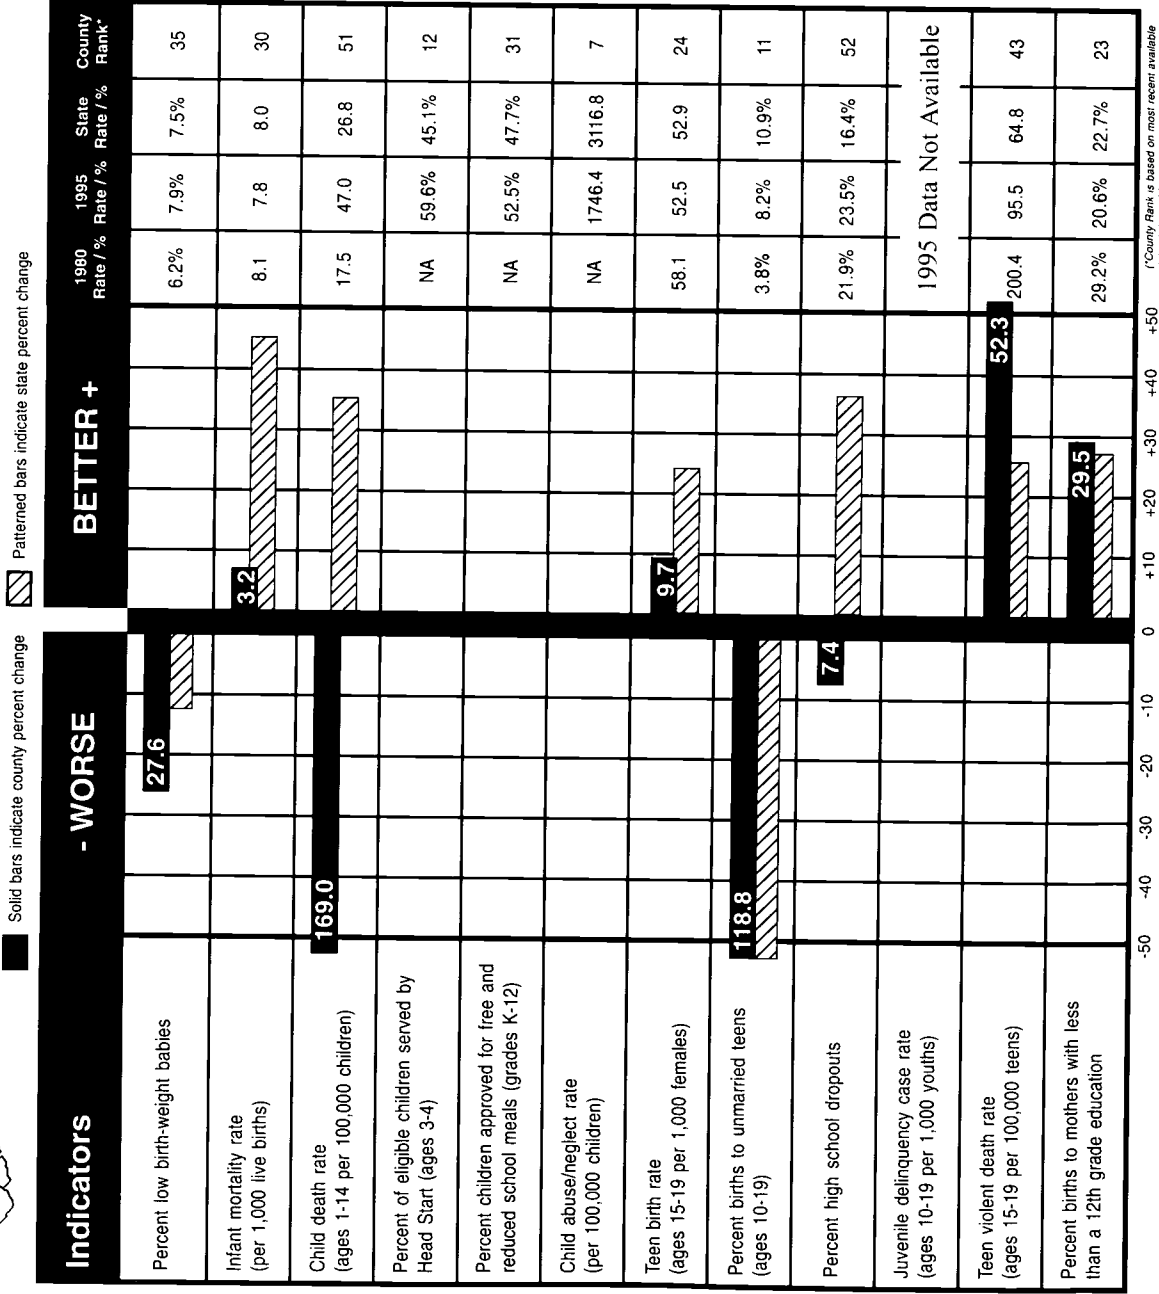 Solid bars indicate county percent change
Patterned bars indicate state percent change
Indicators
- WORSE
BETTER +
1980
Rate / %
1995
Rate / %
State
Rate / %
County
Rank*
Percent low birth-weight babies
27.6
6.2%
7.9%
7.5%
35
Infant mortality rate
(per 1,000 live births)
3.2
8.1
7.8
8.0
30
Child death rate
(ages 1-14 per 100,000 children)
169.0
17.5
47.0
26.8
51
Percent of eligible children served by
Head Start (ages 3-4)
NA
59.6%
45.1%
12
Percent children approved for free and
reduced school meals (grades K-12)
NA
52.5%
47.7%
31
Child abuse/neglect rate
(per 100,000 children)
NA
1746.4
3116.8
7
Teen birth rate
(ages 15-19 per 1,000 females)
9.7
58.1
52.5
52.9
24
Percent births to unmarried teens
(ages 10-19)
118.8
3.8%
8.2%
10.9%
11
Percent high school dropouts
7.4
21.9%
23.5%
16.4%
52
Juvenile delinquency case rate
(ages 10-19 per 1,000 youths)
1995 Data Not Available
Teen violent death rate
(ages 15-19 per 100,000 teens)
52.3
200.4
95.5
64.8
43
Percent births to mothers with less
than a 12th grade education
29.5
29.2%
20.6%
22.7%
23
-50
-40
-30
-20
-10
0
+10
+20
+30
+40
+50
(*County Rank is based on most recent available